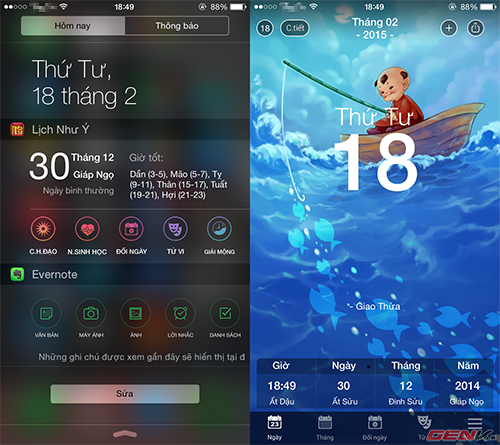 18:49
88%
Hôm nay
Thông báo
Thứ Tư,
18 tháng 2
Lịch Như Ý
30 Tháng 12
Giáp Ngọ
Ngày bình thường
Giờ tốt:
Dần (3-5), Mão (5-7), Tỵ
(9-11), Thân (15-17), Tuất
(19-21), Hợi (21-23)
C.H.ĐẠO
N.SINH HỌC
ĐỔI NGÀY
TỬ VI
GIẢI MỘNG
Evernote
VĂN BẢN
MÁY ẢNH
ẢNH
LỜI NHẮC
DANH SÁCH
Những ghi chú được xem gần đây sẽ hiển thị tại đ
Sửa
18:49
88%
18
C.tiết
Tháng 02
- 2015 -
Thứ Tư
18
- Giao Thừa
Giờ Ngày Tháng Năm
18:49 30 12 2014
Ất Dậu Ất Sửu Đinh Sửu Giáp Ngọ
23
Ngày
Tháng
Đổi ngày
GENK